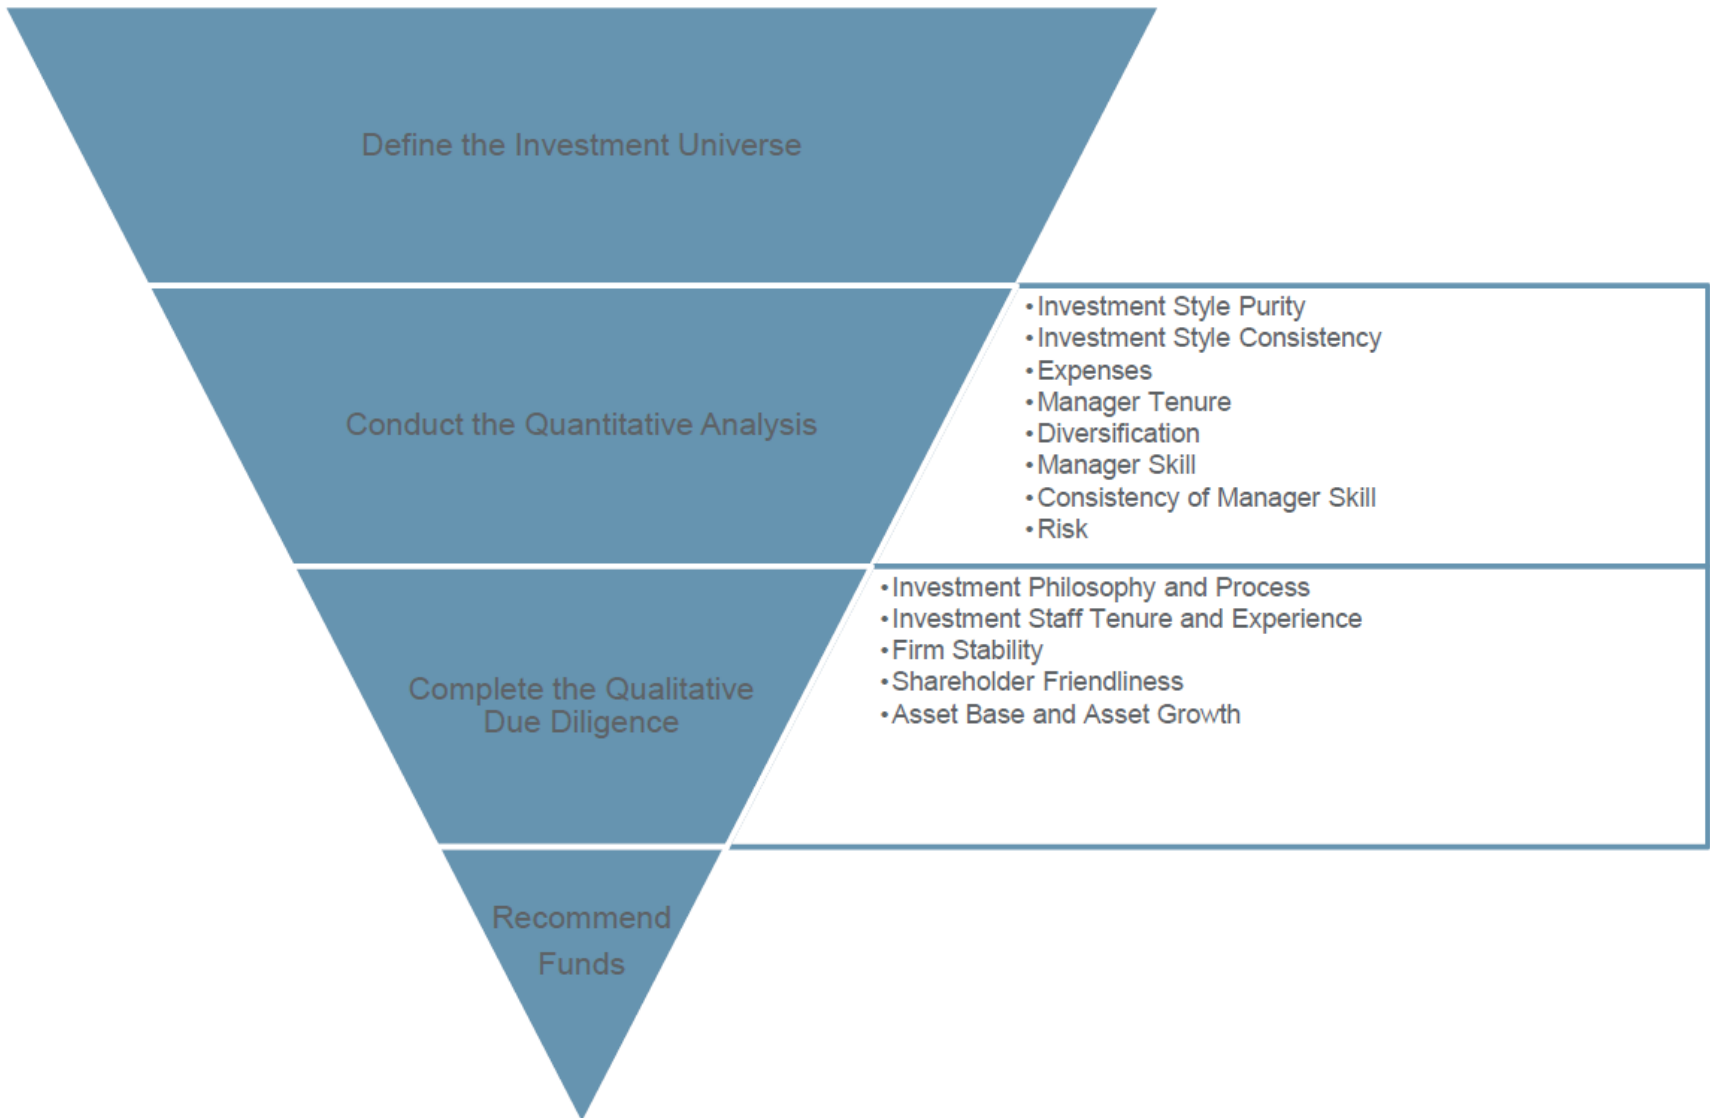 Define the Investment Universe
Conduct the Quantitative Analysis
•Investment Style Purity
•Investment Style Consistency
•Expenses
•Manager Tenure
•Diversification
•Manager Skill
•Consistency of Manager Skill
•Risk
Complete the Qualitative
Due Diligence
•Investment Philosophy and Process
•Investment Staff Tenure and Experience
•Firm Stability
•Shareholder Friendliness
•Asset Base and Asset Growth
Recommend
Funds